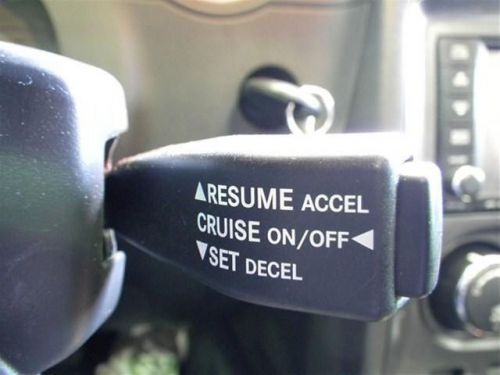 ▲RESUME ACCEL
CRUISE ON/OFF◀
▼SET DECEL